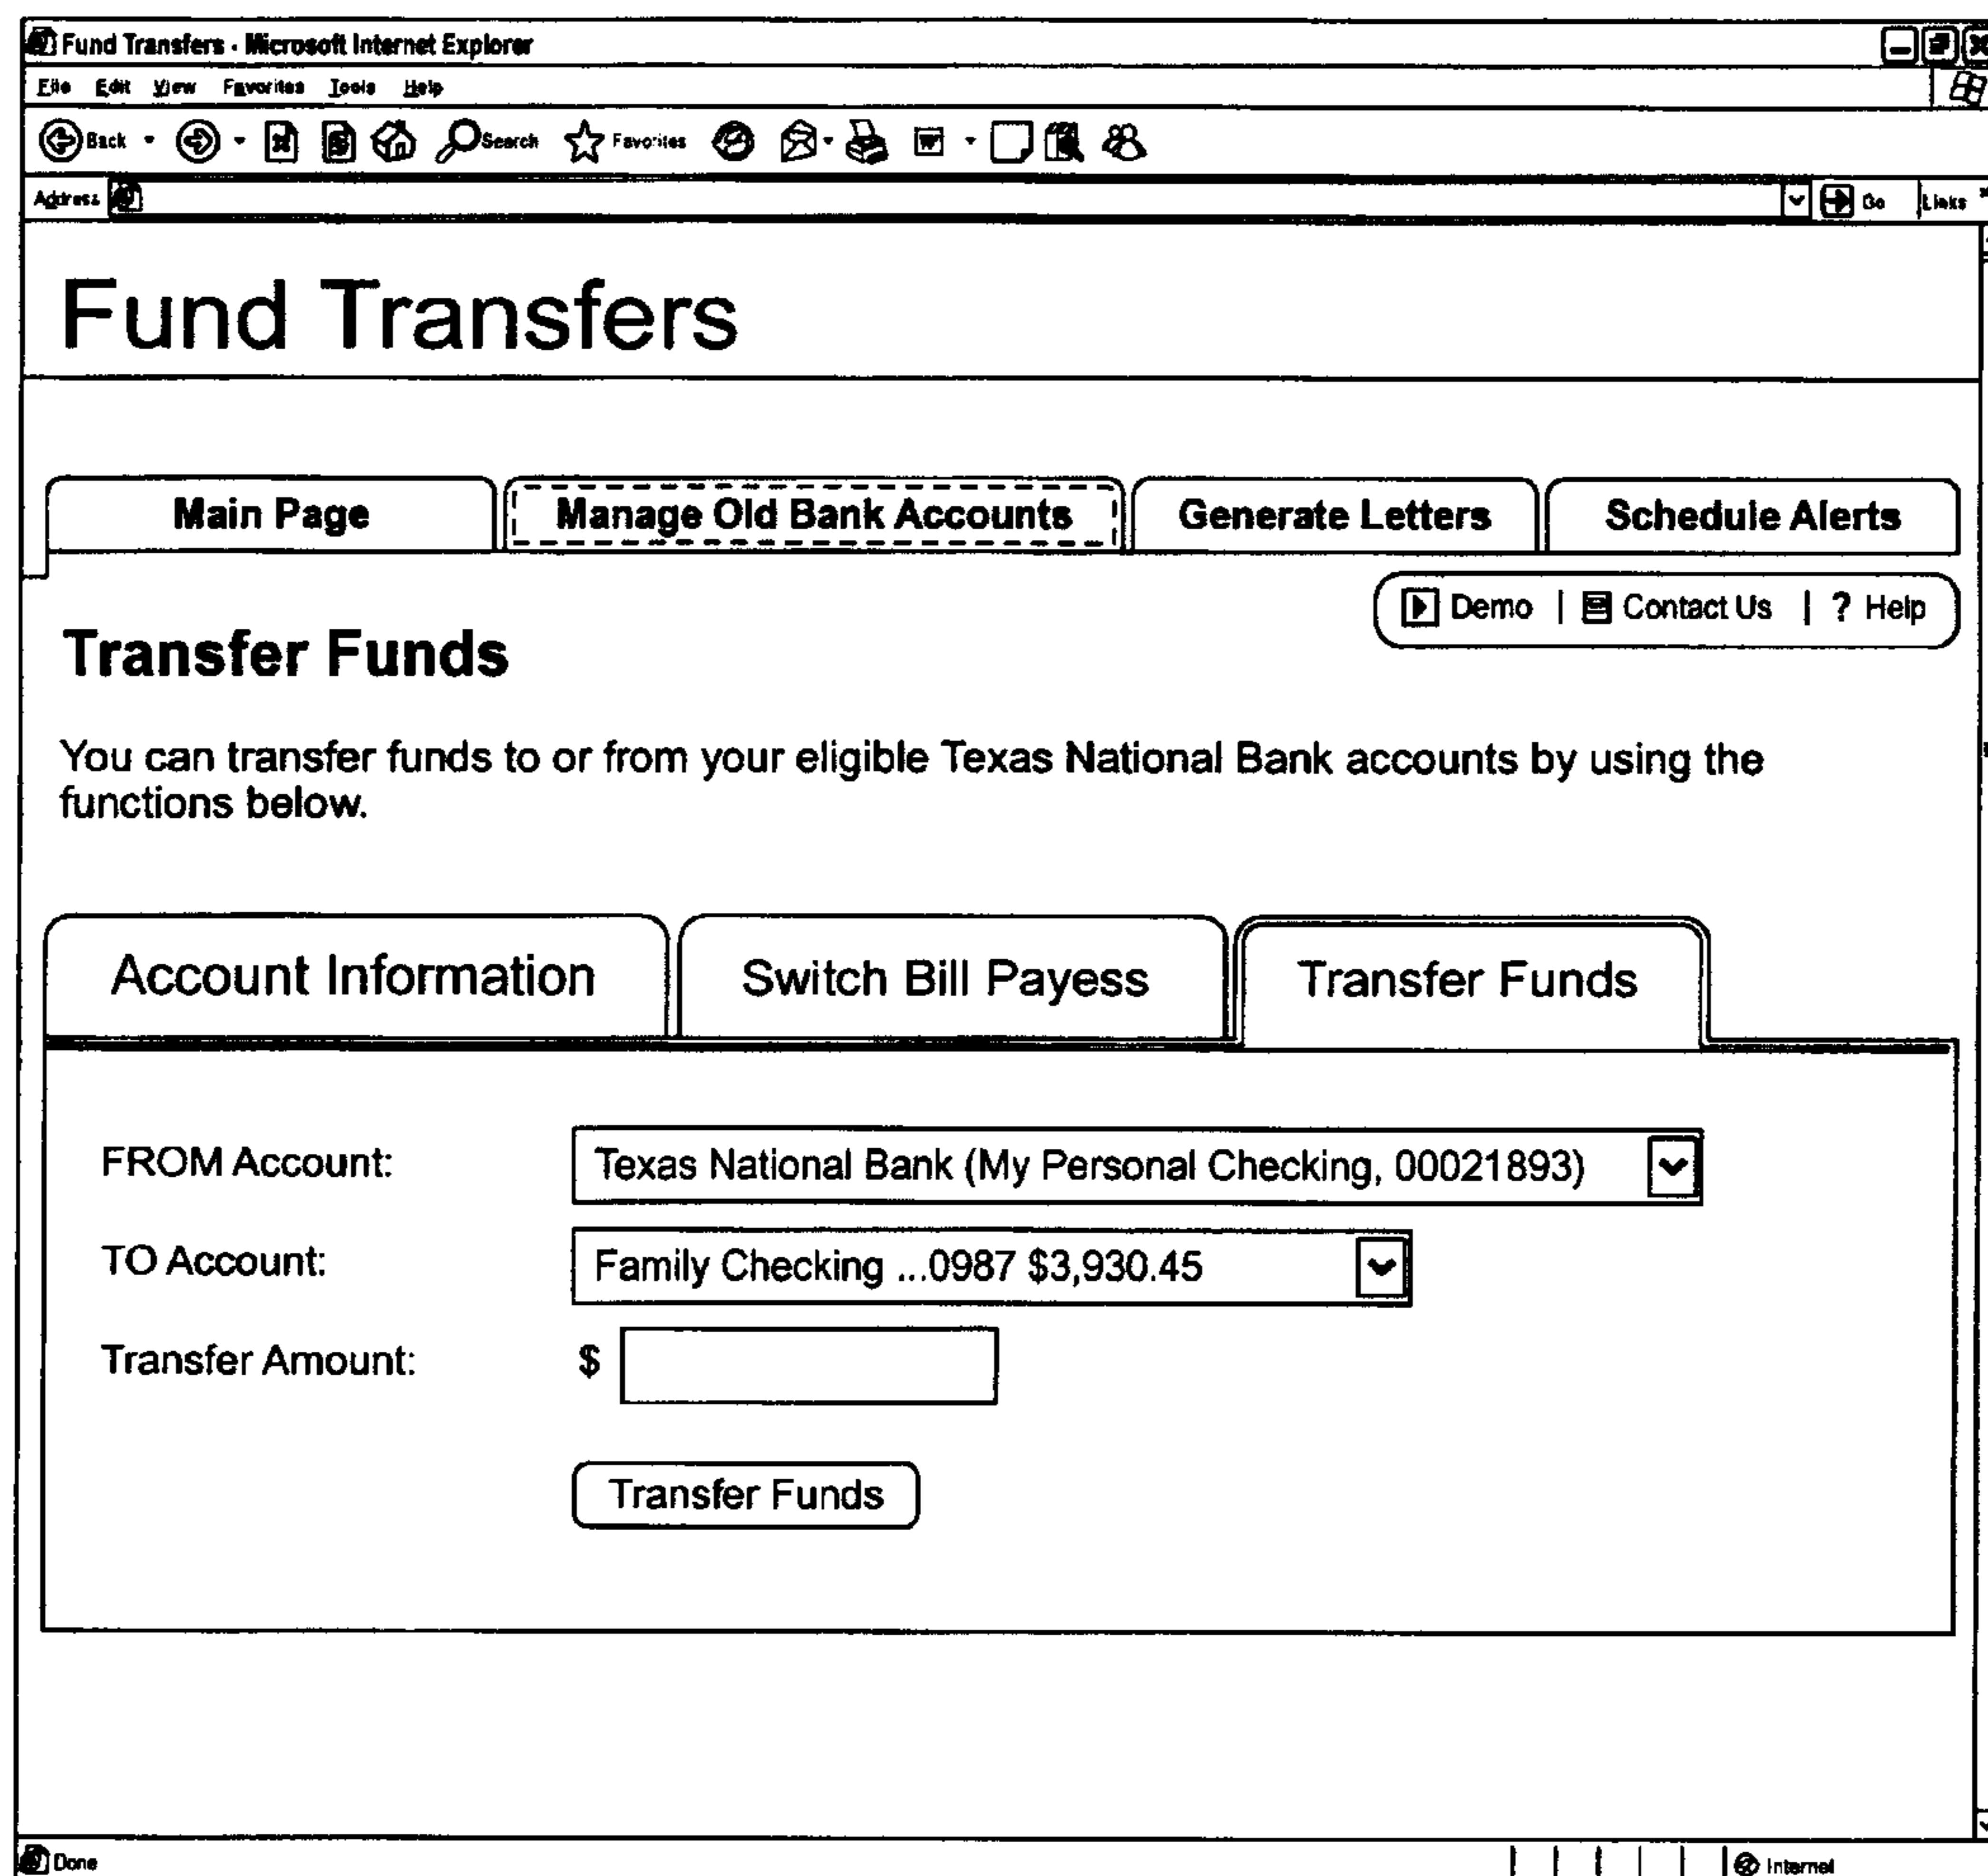 Fund Transfers - Microsoft Internet Explorer
File Edit View Favorites Tools Help
Back Search Favorites
Address Go Links
Fund Transfers
Main Page Manage Old Bank Accounts Generate Letters Schedule Alerts
Demo | Contact Us | ? Help
Transfer Funds
You can transfer funds to or from your eligible Texas National Bank accounts by using the
functions below.
Account Information Switch Bill Payess Transfer Funds
FROM Account: Texas National Bank (My Personal Checking, 00021893)
TO Account: Family Checking ...0987 $3,930.45
Transfer Amount: $
Transfer Funds
Done Internet